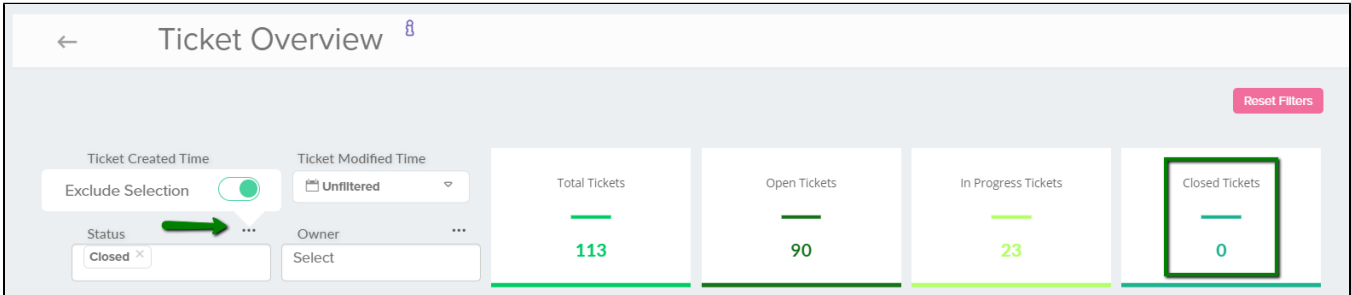 Ticket Overview
Reset Filters
Ticket Created Time
Ticket Modified Time
Exclude Selection
Unfiltered
Status
...
Owner
...
Closed ×
Select
Total Tickets
113
Open Tickets
90
In Progress Tickets
23
Closed Tickets
0